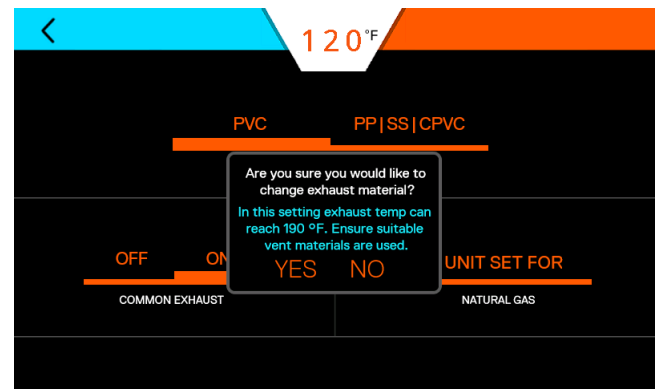 120°F
PVC PP|SS|CPVC
Are you sure you would like to
change exhaust material?
In this setting exhaust temp can
reach 190 ºF. Ensure suitable
vent materials are used.
YES NO
OFF ON
UNIT SET FOR
COMMON EXHAUST
NATURAL GAS